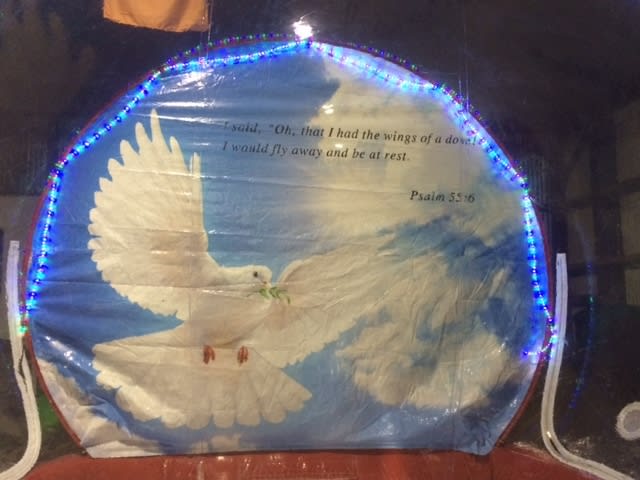 I said, "Oh, that I had the wings of a dove!
I would fly away and be at rest.
Psalm 55:6